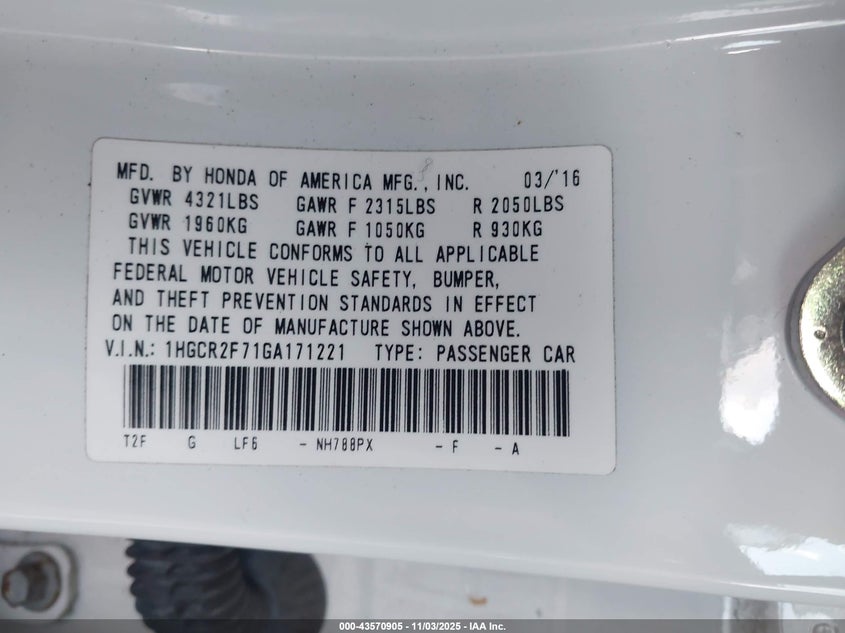 MFD. BY HONDA OF AMERICA MFG., INC. 03/'16
GVWR 4321LBS GAWR F 2315LBS R 2050LBS
GVWR 1960KG GAWR F 1050KG R 930KG
THIS VEHICLE CONFORMS TO ALL APPLICABLE
FEDERAL MOTOR VEHICLE SAFETY, BUMPER,
AND THEFT PREVENTION STANDARDS IN EFFECT
ON THE DATE OF MANUFACTURE SHOWN ABOVE.
V.I.N.: 1HGCR2F71GA171221 TYPE: PASSENGER CAR
T2F G LF6 - NH788PX - F - A
000-43570905 - 11/03/2025 - IAA Inc.